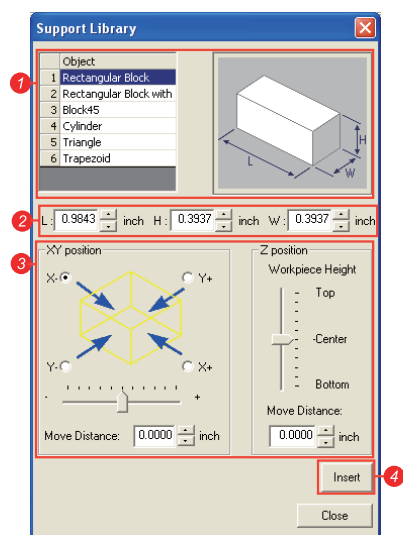 Support Library
Object
1 Rectangular Block
2 Rectangular Block with
3 Block45
4 Cylinder
5 Triangle
6 Trapezoid
L
H
W
1
2
L: 0.9843 inch H: 0.3937 inch W: 0.3937 inch
3
XY position
X-
Y+
Y-
X+
- +
Move Distance: 0.0000 inch
Z position
Workpiece Height
Top
-Center
Bottom
Move Distance:
0.0000 inch
Insert
4
Close